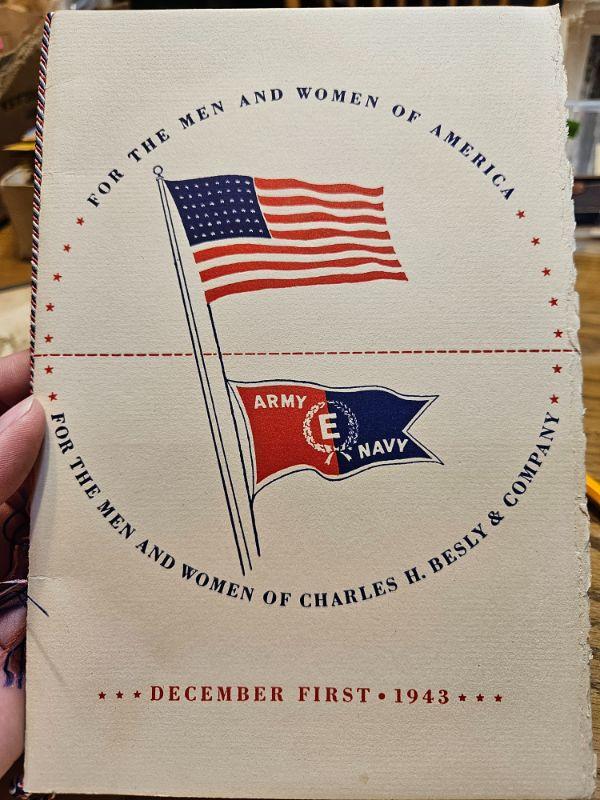 FOR THE MEN AND WOMEN OF AMERICA
ARMY
E
NAVY
FOR THE MEN AND WOMEN OF CHARLES H. BESLY & COMPANY
DECEMBER FIRST • 1943